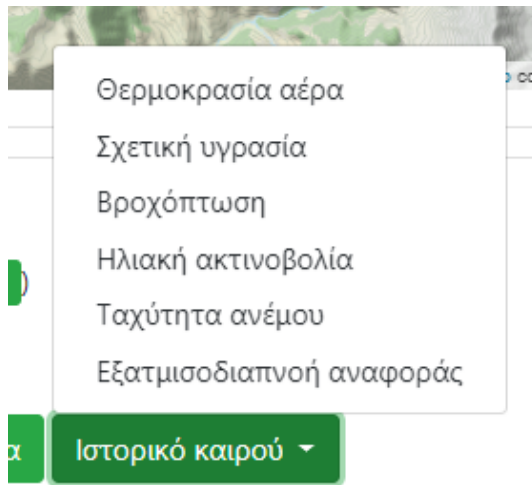 Θερμοκρασία αέρα
Σχετική υγρασία
Βροχόπτωση
Ηλιακή ακτινοβολία
)
Ταχύτητα ανέμου
Εξατμισοδιαπνοή αναφοράς
α Ιστορικό καιρού